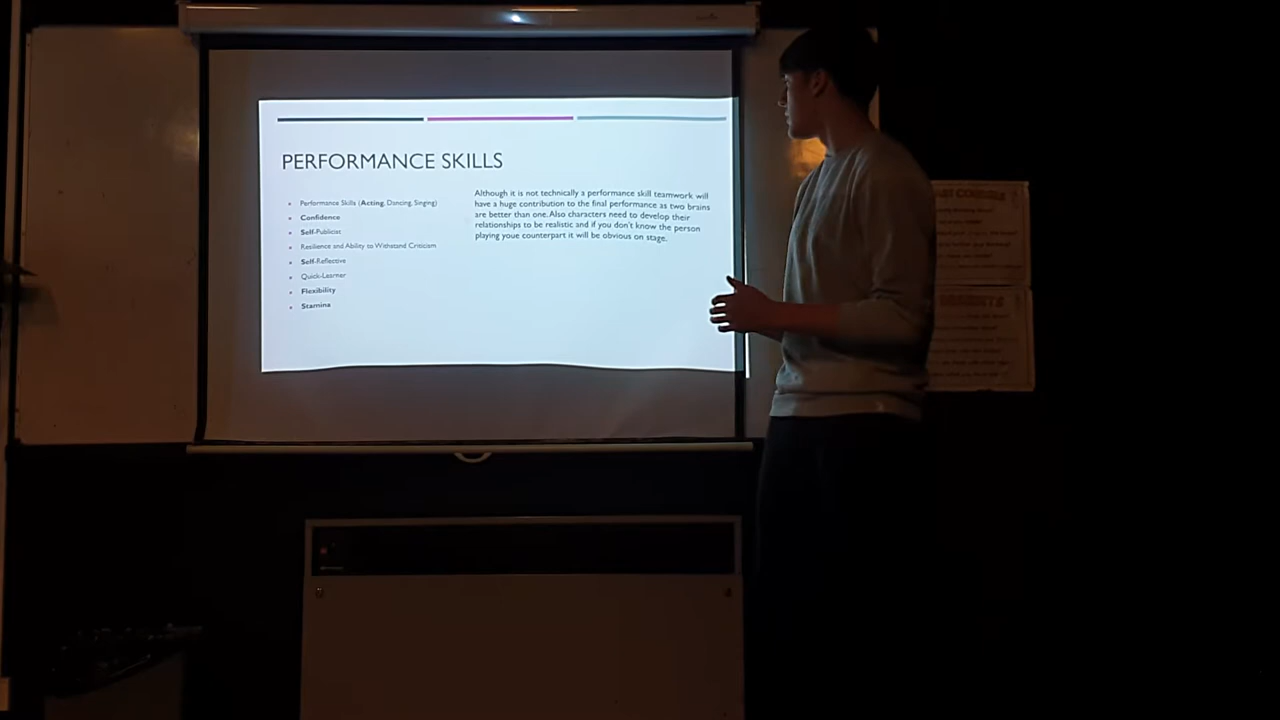 PERFORMANCE SKILLS
Performance Skills (Acting, Dancing, Singing)
Confidence
Self-Publicist
Resilience and Ability to Withstand Criticism
Self-Reflective
Quick-Learner
Flexibility
Stamina
Although it is not technically a performance skill teamwork will
have a huge contribution to the final performance as two brains
are better than one. Also characters need to develop their
relationships to be realistic and if you don't know the person
playing youe counterpart it will be obvious on stage.